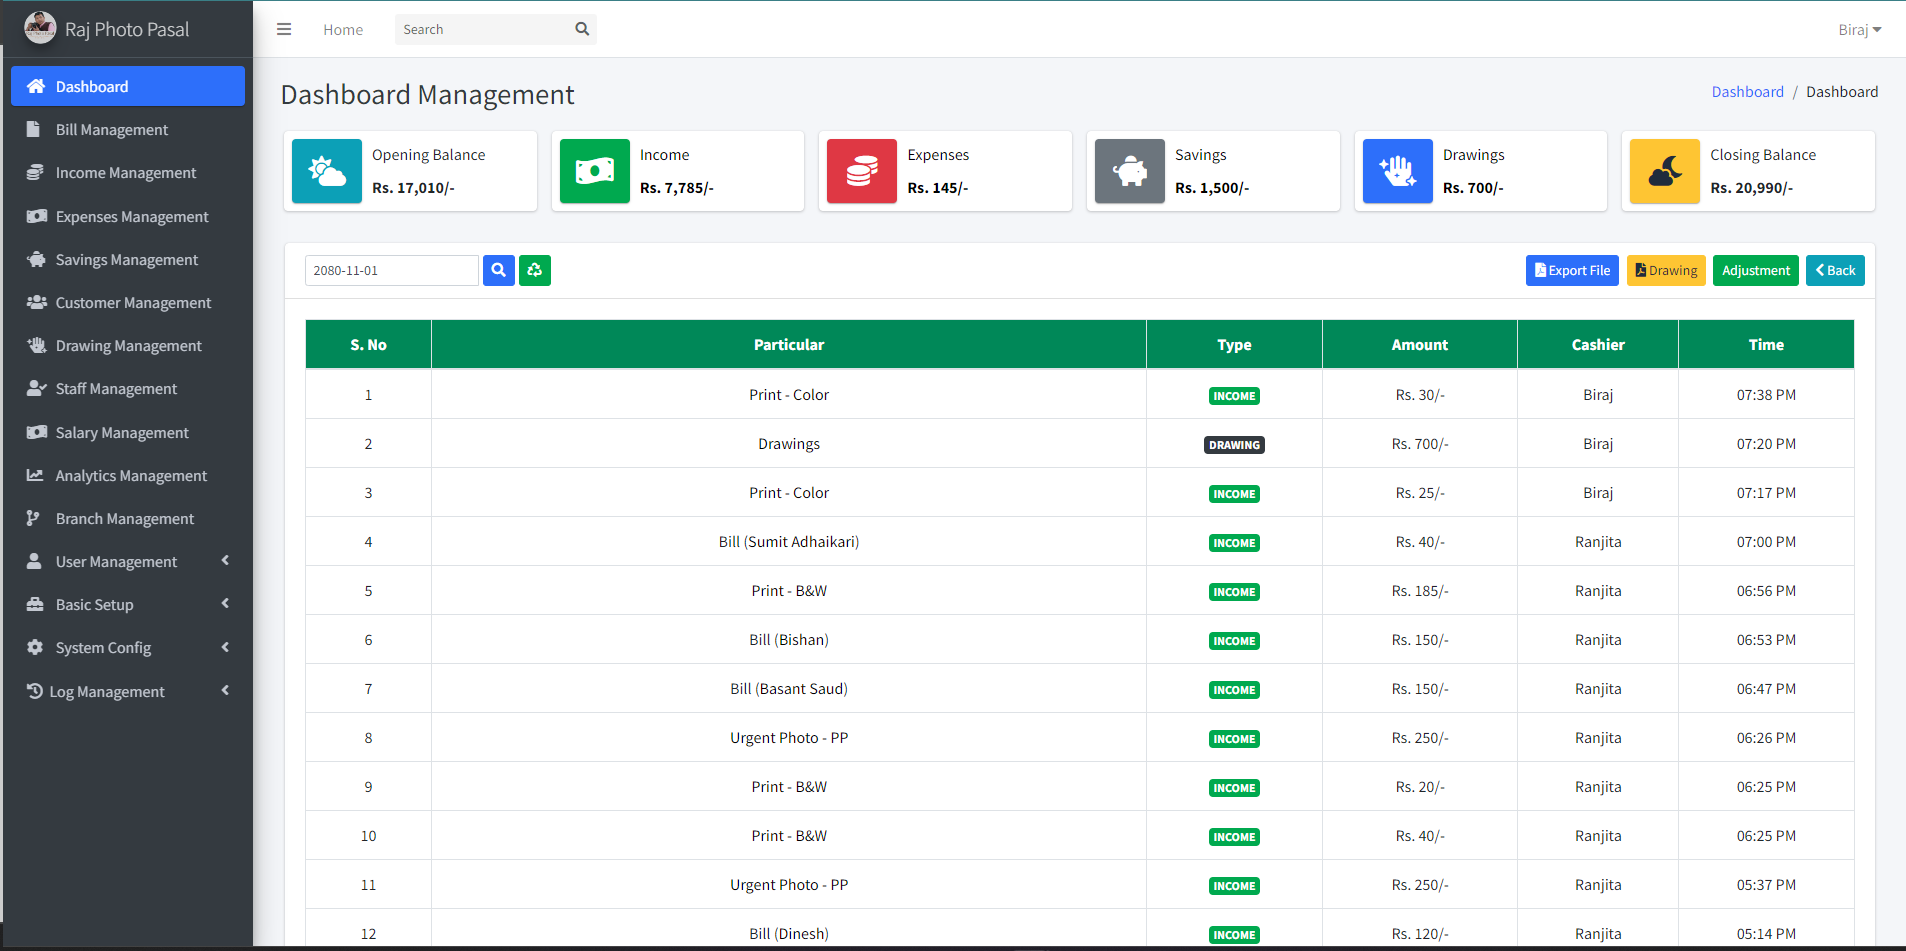 Raj Photo Pasal
Home
Search
Biraj
Dashboard
Bill Management
Income Management
Expenses Management
Savings Management
Customer Management
Drawing Management
Staff Management
Salary Management
Analytics Management
Branch Management
User Management
Basic Setup
System Config
Log Management
Dashboard Management
Dashboard / Dashboard
Opening Balance
Rs. 17,010/-
Income
Rs. 7,785/-
Expenses
Rs. 145/-
Savings
Rs. 1,500/-
Drawings
Rs. 700/-
Closing Balance
Rs. 20,990/-
2080-11-01
Export File
Drawing
Adjustment
Back
S. No Particular Type Amount Cashier Time
1 Print - Color INCOME Rs. 30/- Biraj 07:38 PM
2 Drawings DRAWING Rs. 700/- Biraj 07:20 PM
3 Print - Color INCOME Rs. 25/- Biraj 07:17 PM
4 Bill (Sumit Adhaikari) INCOME Rs. 40/- Ranjita 07:00 PM
5 Print - B&W INCOME Rs. 185/- Ranjita 06:56 PM
6 Bill (Bishan) INCOME Rs. 150/- Ranjita 06:53 PM
7 Bill (Basant Saud) INCOME Rs. 150/- Ranjita 06:47 PM
8 Urgent Photo - PP INCOME Rs. 250/- Ranjita 06:26 PM
9 Print - B&W INCOME Rs. 20/- Ranjita 06:25 PM
10 Print - B&W INCOME Rs. 40/- Ranjita 06:25 PM
11 Urgent Photo - PP INCOME Rs. 250/- Ranjita 05:37 PM
12 Bill (Dinesh) INCOME Rs. 120/- Ranjita 05:14 PM